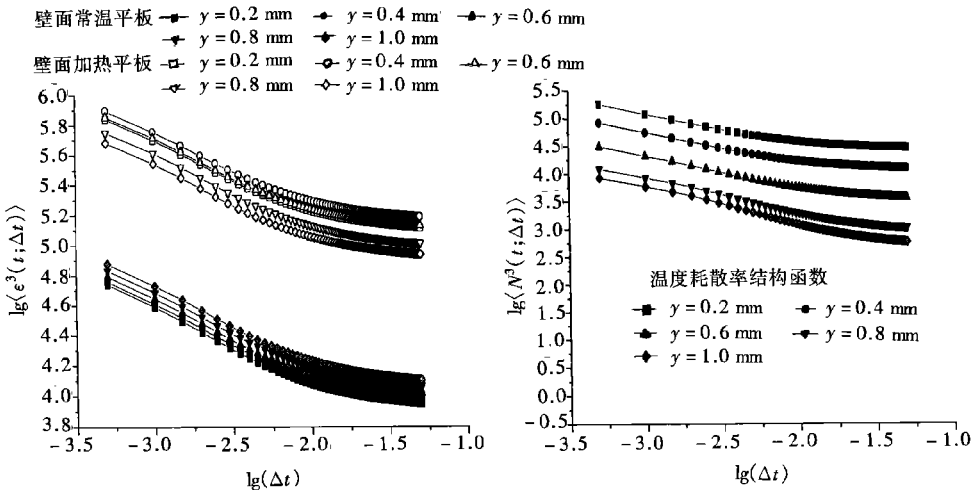 壁面常温平板 y = 0.2 mm y = 0.4 mm y = 0.6 mm
y = 0.8 mm y = 1.0 mm
壁面加热平板 y = 0.2 mm y = 0.4 mm y = 0.6 mm
y = 0.8 mm y = 1.0 mm
6.0
5.8
5.6
5.4
5.2
5.0
4.8
4.6
4.4
4.2
4.0
3.8
lg⟨ε³(t;Δt)⟩
-3.5 -3.0 -2.5 -2.0 -1.5 -1.0
lg(Δt)
5.5
5.0
4.5
4.0
3.5
3.0
2.5
2.0
1.5
1.0
0.5
0.0
-0.5
lg⟨N³(t;Δt)⟩
温度耗散率结构函数
y = 0.2 mm y = 0.4 mm
y = 0.6 mm y = 0.8 mm
y = 1.0 mm
-3.5 -3.0 -2.5 -2.0 -1.5 -1.0
lg(Δt)